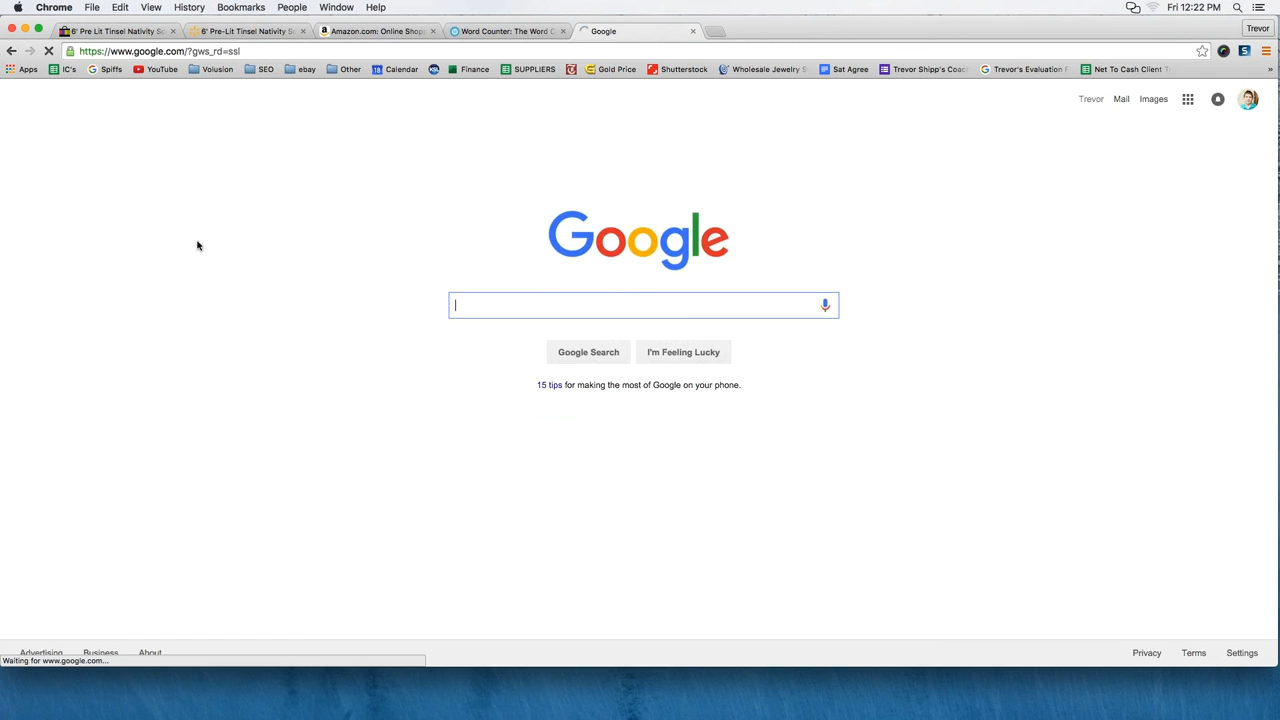 Chrome File Edit View History Bookmarks People Window Help Fri 12:22 PM
6' Pre Lit Tinsel Nativity Sc 6' Pre-Lit Tinsel Nativity Sc Amazon.com: Online Shop Word Counter: The Word C Google Trevor
https://www.google.com/?gws_rd=ssl
Apps IC's Spiffs YouTube Volusion SEO ebay Other Calendar KSL Finance SUPPLIERS Gold Price Shutterstock Wholesale Jewelry S Sat Agree Trevor Shipp's Coac Trevor's Evaluation F Net To Cash Client T »
Trevor Mail Images
Google
Google Search I'm Feeling Lucky
15 tips for making the most of Google on your phone.
Advertising Business About Privacy Terms Settings
Waiting for www.google.com...